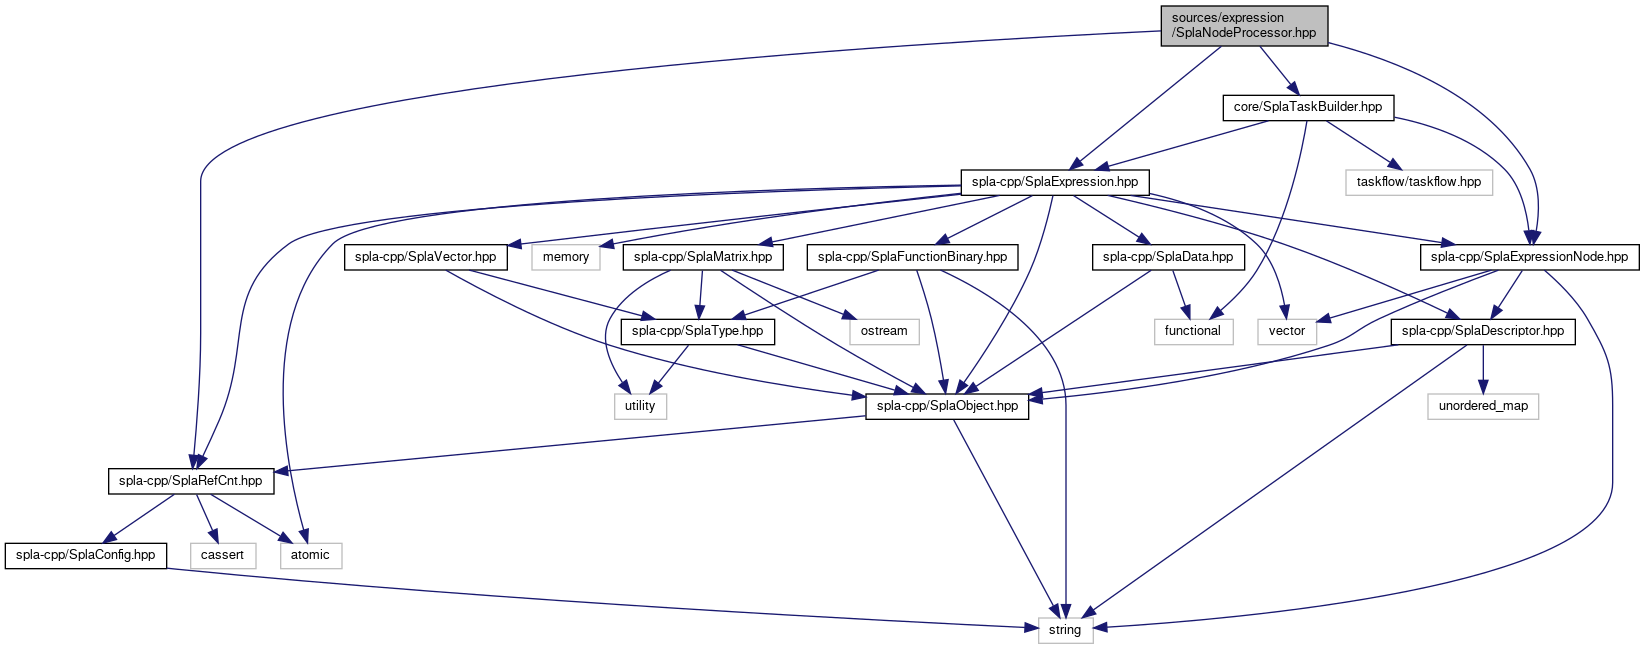 sources/expression
/SplaNodeProcessor.hpp
core/SplaTaskBuilder.hpp
spla-cpp/SplaExpression.hpp
taskflow/taskflow.hpp
spla-cpp/SplaVector.hpp
memory
spla-cpp/SplaMatrix.hpp
spla-cpp/SplaFunctionBinary.hpp
spla-cpp/SplaData.hpp
spla-cpp/SplaExpressionNode.hpp
spla-cpp/SplaType.hpp
ostream
functional
vector
spla-cpp/SplaDescriptor.hpp
utility
spla-cpp/SplaObject.hpp
unordered_map
spla-cpp/SplaRefCnt.hpp
spla-cpp/SplaConfig.hpp
cassert
atomic
string